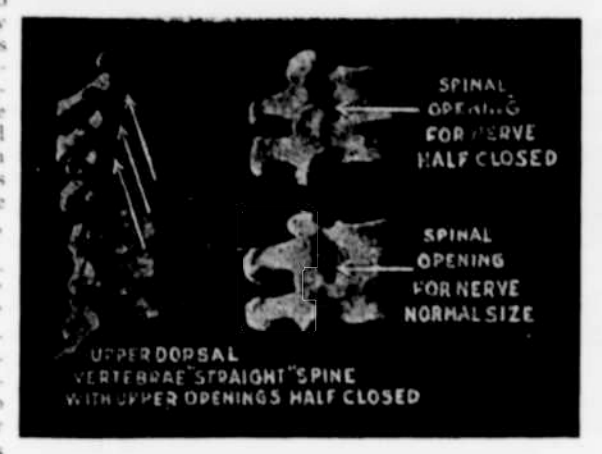 SPINAL
OPENING
FOR NERVE
HALF CLOSED
SPINAL
OPENING
FOR NERVE
NORMAL SIZE
UPPER DORSAL
VERTEBRAE "STRAIGHT" SPINE
WITH UPPER OPENINGS HALF CLOSED